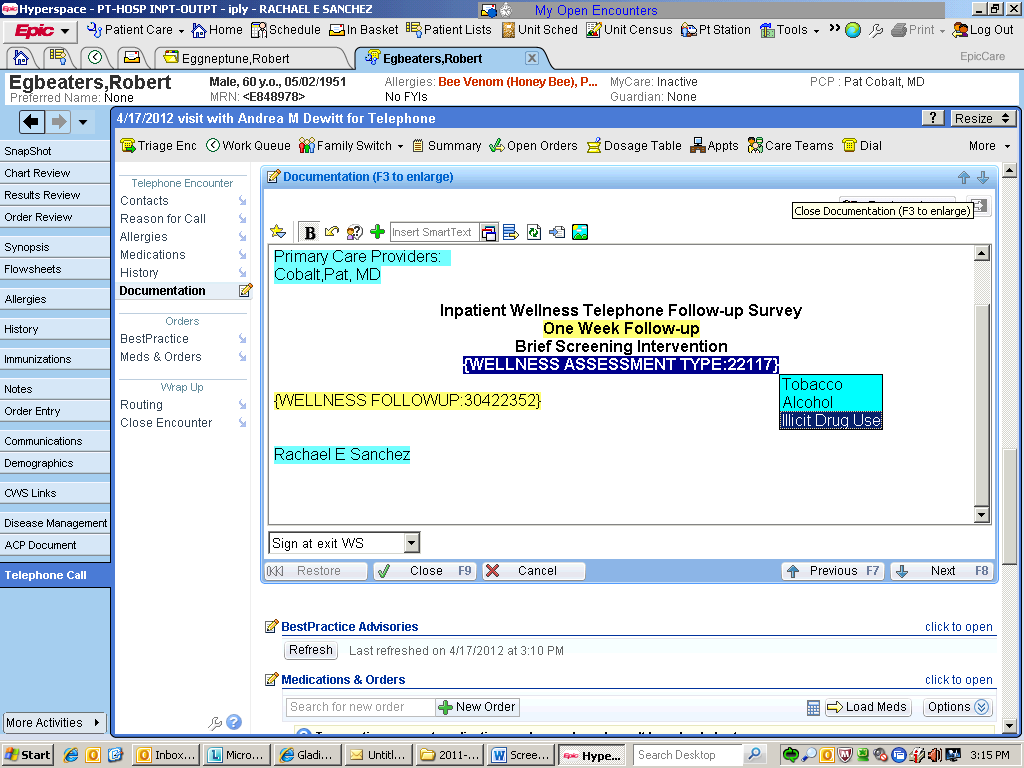 Hyperspace - PT-HOSP INPT-OUTPT - iply - RACHAEL E SANCHEZ
My Open Encounters
Epic Patient Care Home Schedule In Basket Patient Lists Unit Sched Unit Census Pt Station Tools Print Log Out
Eggneptune,Robert Egbeaters,Robert EpicCare
Egbeaters,Robert Male, 60 y.o., 05/02/1951 Allergies: Bee Venom (Honey Bee), P... MyCare: Inactive PCP : Pat Cobalt, MD
Preferred Name: None MRN: <E848978> No FYIs Guardian: None
4/17/2012 visit with Andrea M Dewitt for Telephone ? Resize
Triage Enc Work Queue Family Switch Summary Open Orders Dosage Table Appts Care Teams Dial More
SnapShot
Chart Review
Results Review
Order Review
Synopsis
Flowsheets
Allergies
History
Immunizations
Notes
Order Entry
Communications
Demographics
CWS Links
Disease Management
ACP Document
Telephone Call
More Activities
Telephone Encounter
Contacts
Reason for Call
Allergies
Medications
History
Documentation
Orders
BestPractice
Meds & Orders
Wrap Up
Routing
Close Encounter
Documentation (F3 to enlarge)
Close Documentation (F3 to enlarge)
B Insert SmartText
Primary Care Providers:
Cobalt,Pat, MD
Inpatient Wellness Telephone Follow-up Survey
One Week Follow-up
Brief Screening Intervention
{WELLNESS ASSESSMENT TYPE:22117}
Tobacco
Alcohol
Illicit Drug Use
{WELLNESS FOLLOWUP:30422352}
Rachael E Sanchez
Sign at exit WS
Restore Close F9 Cancel Previous F7 Next F8
BestPractice Advisories click to open
Refresh Last refreshed on 4/17/2012 at 3:10 PM
Medications & Orders click to open
Search for new order New Order Load Meds Options
Start Inbox... Micro... Gladi... Untitl... 2011-... Scree... Hype... Search Desktop 3:15 PM